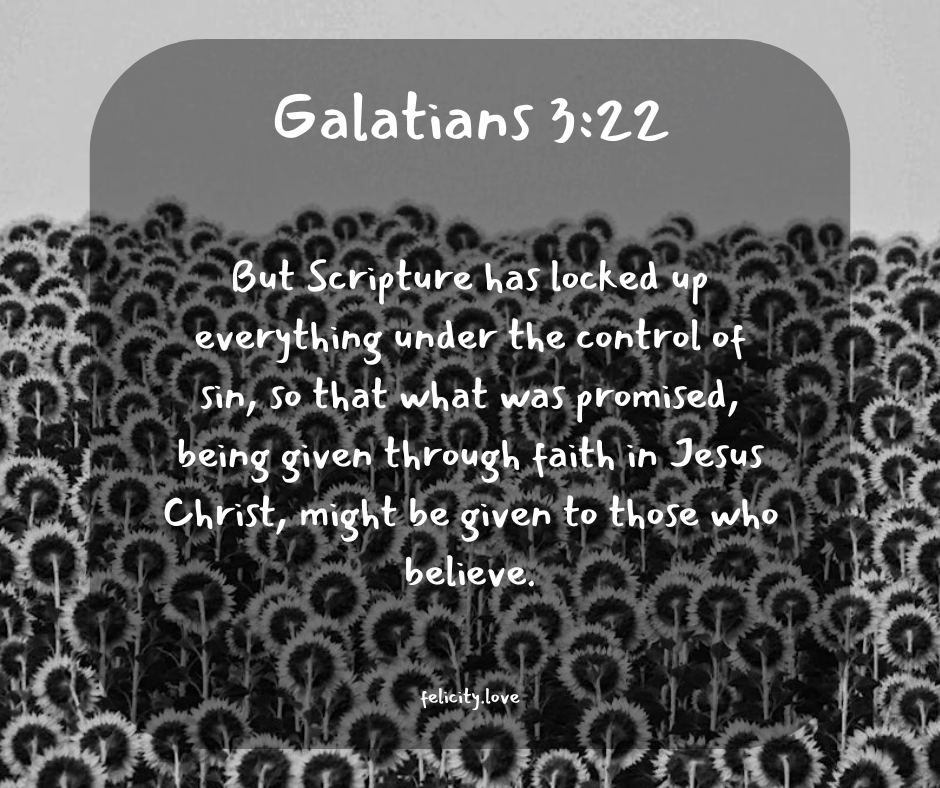 Galatians 3:22
But Scripture has locked up
everything under the control of
sin, so that what was promised,
being given through faith in Jesus
Christ, might be given to those who
believe.
felicity.love